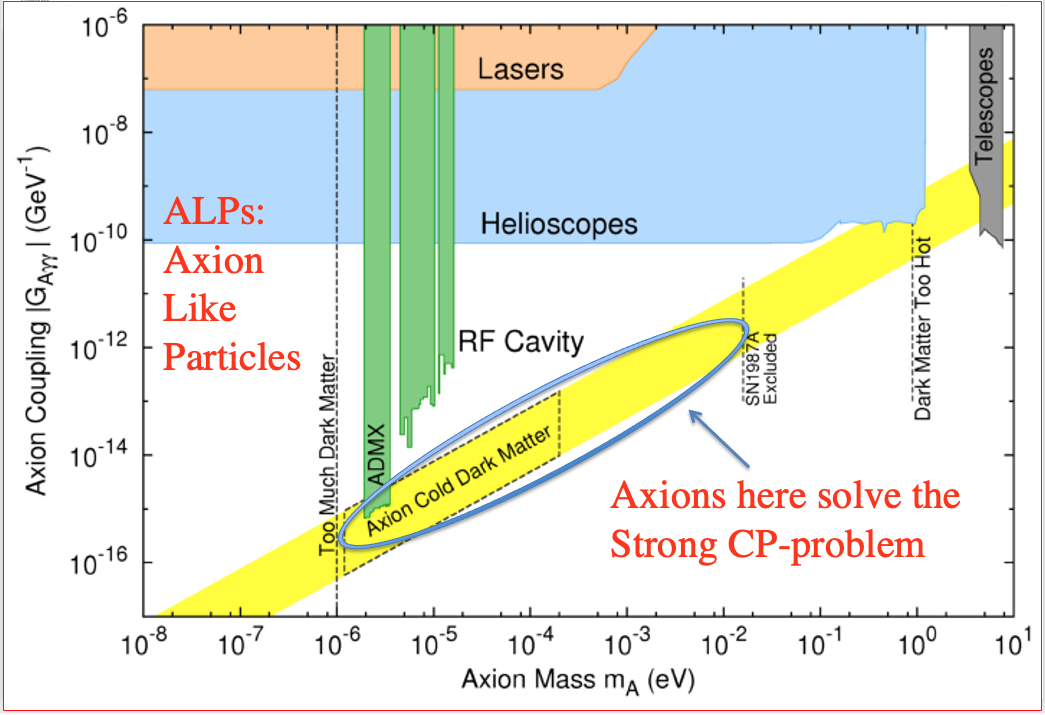 10^-6
10^-8
10^-10
10^-12
10^-14
10^-16
Axion Coupling |G_Aγγ| (GeV^-1)
Lasers
Helioscopes
Telescopes
ALPs:
Axion
Like
Particles
RF Cavity
Too Much Dark Matter
ADMX
Axion Cold Dark Matter
SN1987A
Excluded
Dark Matter Too Hot
Axions here solve the
Strong CP-problem
10^-8 10^-7 10^-6 10^-5 10^-4 10^-3 10^-2 10^-1 10^0 10^1
Axion Mass m_A (eV)